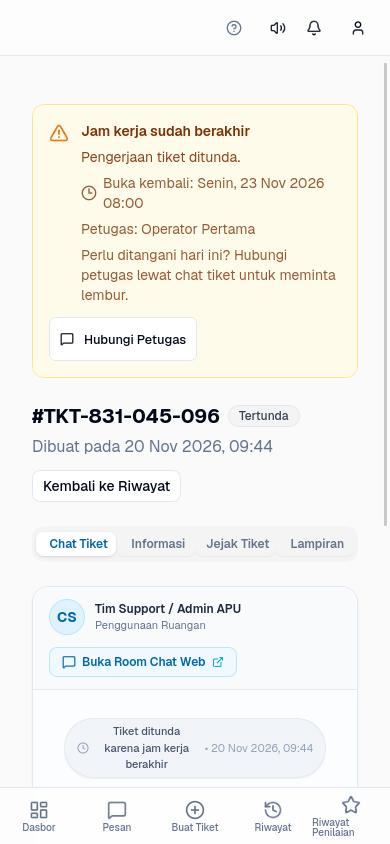 Jam kerja sudah berakhir
Pengerjaan tiket ditunda.
Buka kembali: Senin, 23 Nov 2026
08:00
Petugas: Operator Pertama
Perlu ditangani hari ini? Hubungi
petugas lewat chat tiket untuk meminta
lembur.
Hubungi Petugas
#TKT-831-045-096 Tertunda
Dibuat pada 20 Nov 2026, 09:44
Kembali ke Riwayat
Chat Tiket Informasi Jejak Tiket Lampiran
CS
Tim Support / Admin APU
Penggunaan Ruangan
Buka Room Chat Web
Tiket ditunda
karena jam kerja
berakhir
• 20 Nov 2026, 09:44
Dasbor
Pesan
Buat Tiket
Riwayat
Riwayat
Penilaian